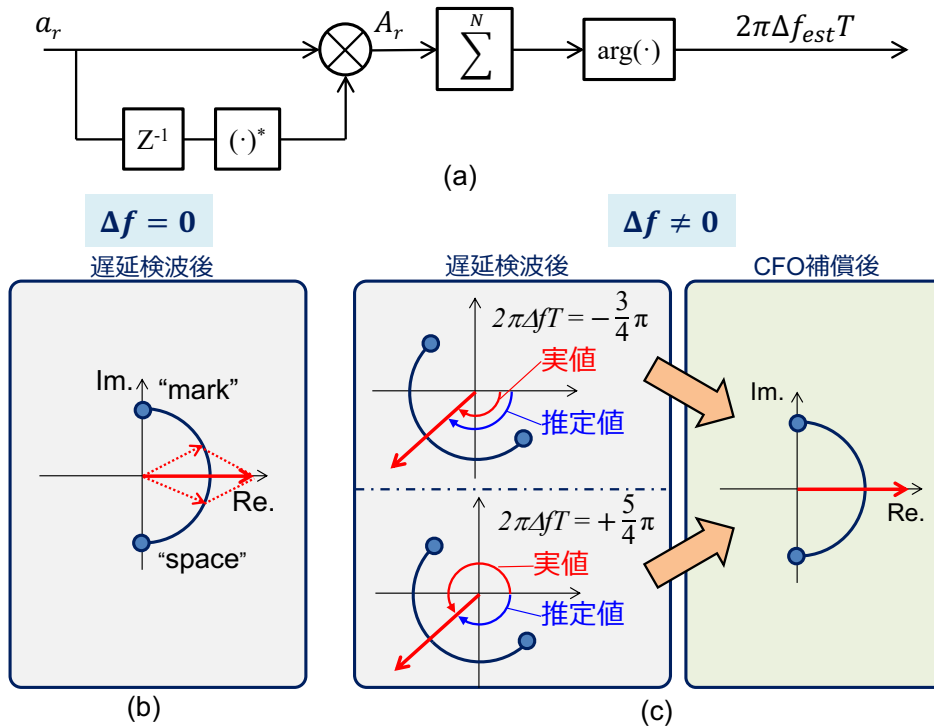 a_r
A_r
N
∑
arg(·)
2πΔf_{est}T
Z^{-1}
(·)^*
(a)
Δf = 0
Δf ≠ 0
遅延検波後
遅延検波後
CFO補償後
Im.
“mark”
Re.
“space”
2πΔfT = −3/4π
実値
推定値
2πΔfT = +5/4π
実値
推定値
Im.
Re.
(b)
(c)